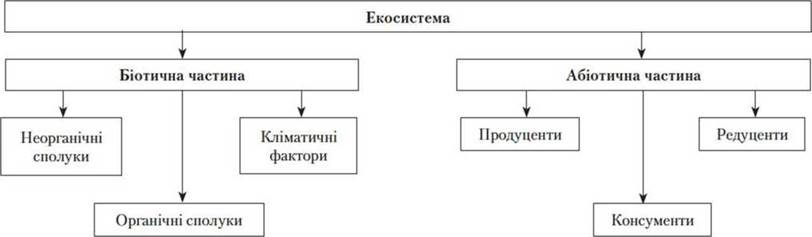 Екосистема
Біотична частина
Абіотична частина
Неорганічні
сполуки
Кліматичні
фактори
Продуценти
Редуценти
Органічні сполуки
Консументи